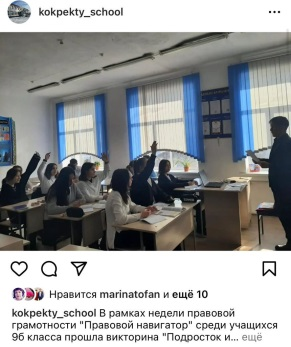 kokpekty_school
Нравится marinatofan и ещё 10
kokpekty_school В рамках недели правовой
грамотности "Правовой навигатор" среди учащихся
9б класса прошла викторина "Подросток и... ещё